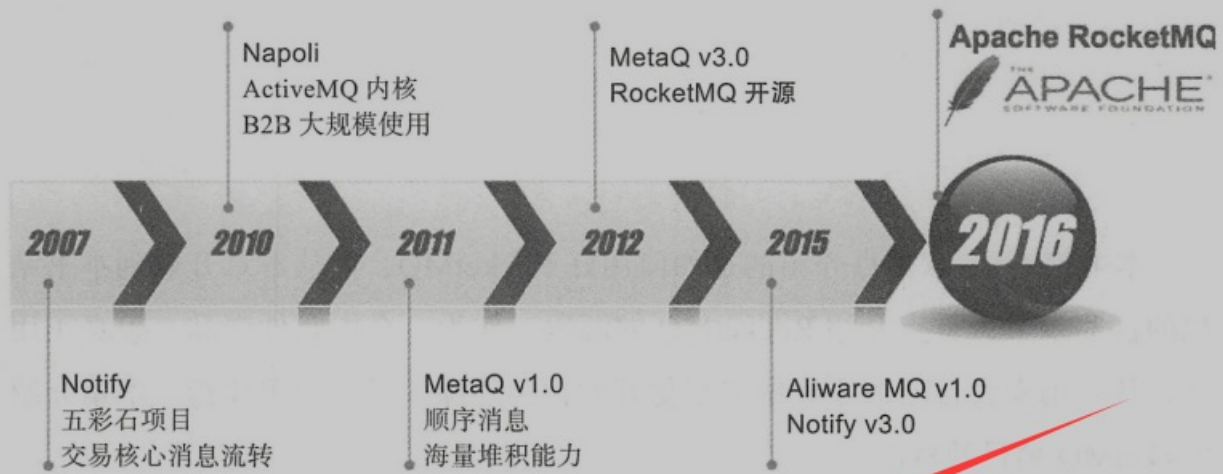 Napoli
ActiveMQ 内核
B2B 大规模使用
MetaQ v3.0
RocketMQ 开源
Apache RocketMQ
THE
APACHE®
SOFTWARE FOUNDATION
2007
2010
2011
2012
2015
2016
Notify
五彩石项目
交易核心消息流转
MetaQ v1.0
顺序消息
海量堆积能力
Aliware MQ v1.0
Notify v3.0